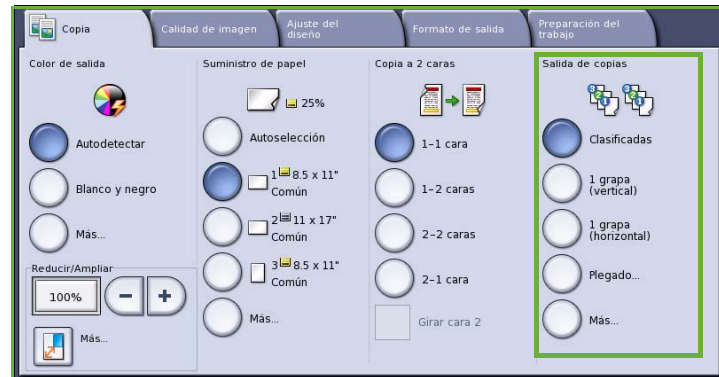 Copia
Calidad de imagen
Ajuste del
diseño
Formato de salida
Preparación del
trabajo
Color de salida
Autodetectar
Blanco y negro
Más...
Reducir/Ampliar
100%
Más...
Suministro de papel
25%
Autoselección
1 8.5 x 11"
Común
2 11 x 17"
Común
3 8.5 x 11"
Común
Más...
Copia a 2 caras
1-1 cara
1-2 caras
2-2 caras
2-1 cara
Girar cara 2
Salida de copias
Clasificadas
1 grapa
(vertical)
1 grapa
(horizontal)
Plegado...
Más...